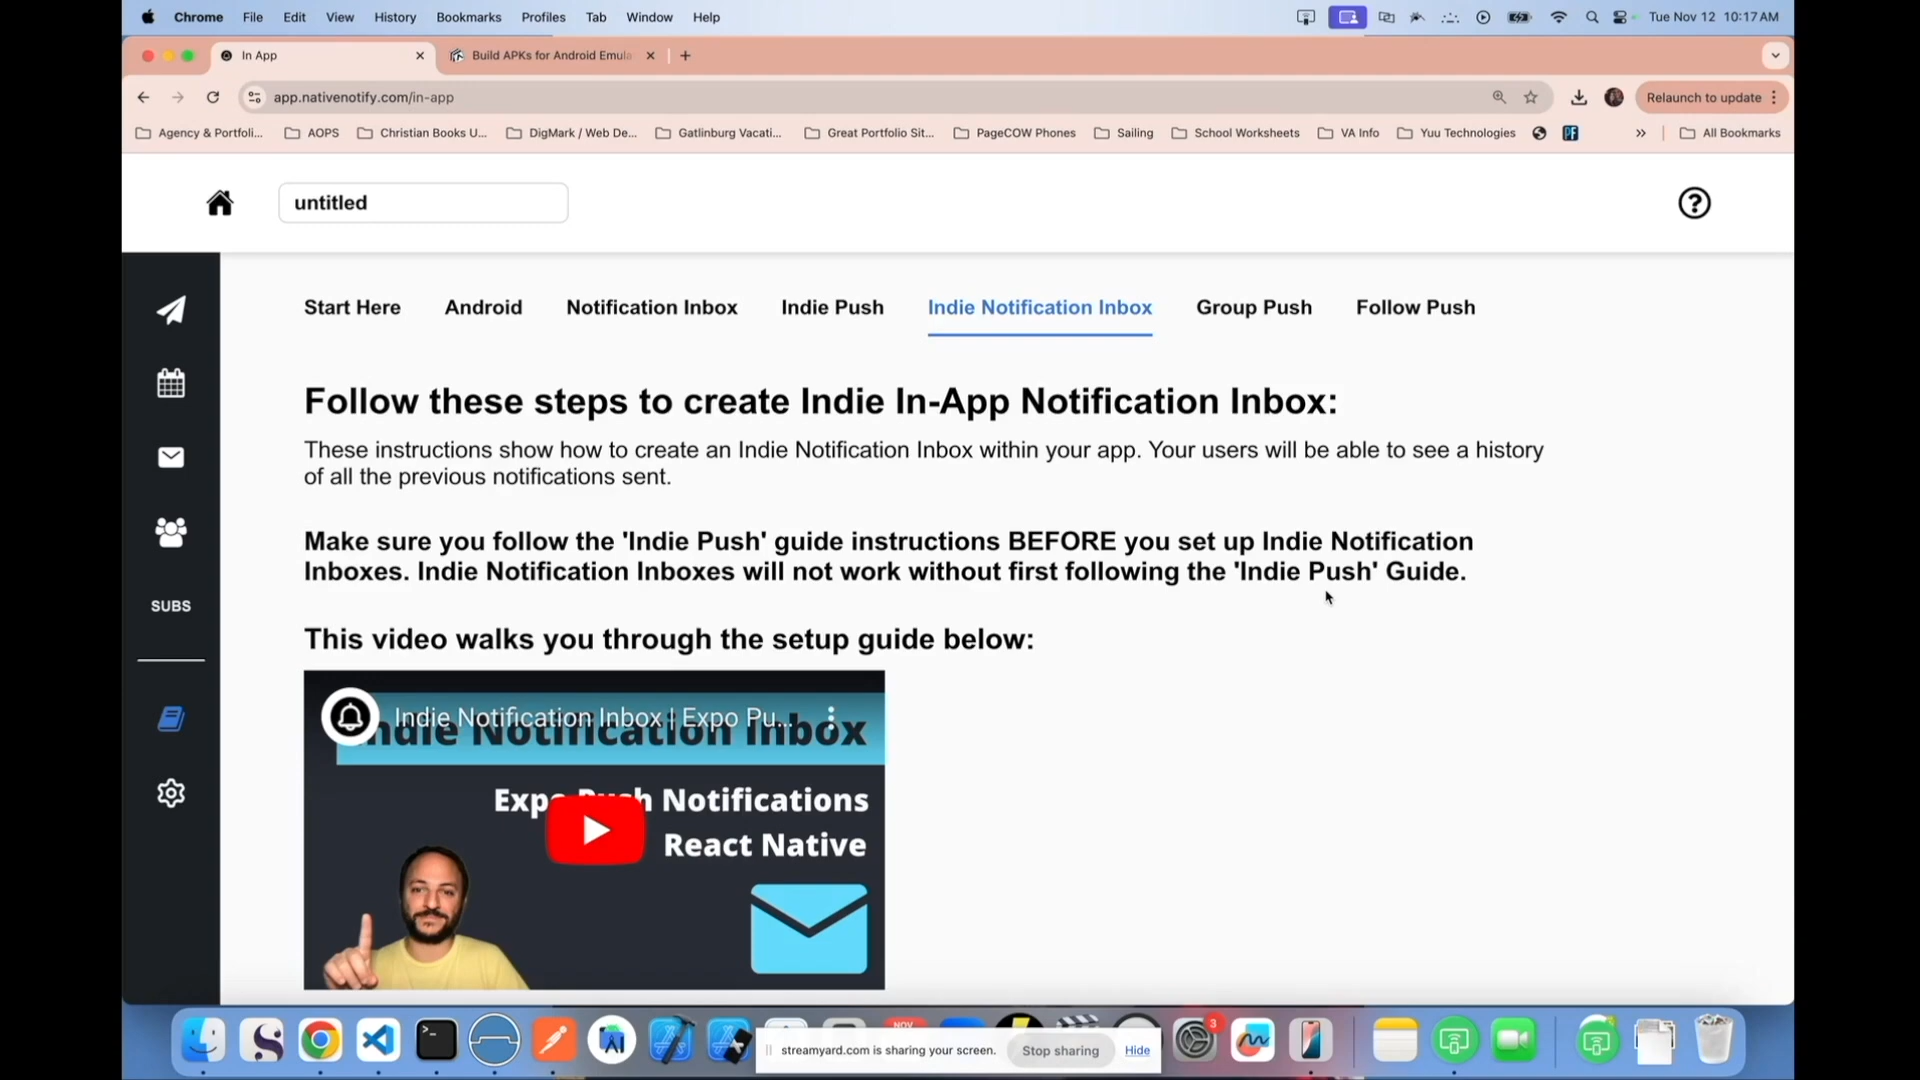 Chrome File Edit View History Bookmarks Profiles Tab Window Help Tue Nov 12 10:17 AM
In App Build APKs for Android Emula
app.nativenotify.com/in-app Relaunch to update
Agency & Portfoli... AOPS Christian Books U... DigMark / Web De... Gatlinburg Vacati... Great Portfolio Sit... PageCOW Phones Sailing School Worksheets VA Info Yuu Technologies PF » All Bookmarks
untitled
Start Here Android Notification Inbox Indie Push Indie Notification Inbox Group Push Follow Push
Follow these steps to create Indie In-App Notification Inbox:
These instructions show how to create an Indie Notification Inbox within your app. Your users will be able to see a history
of all the previous notifications sent.
Make sure you follow the 'Indie Push' guide instructions BEFORE you set up Indie Notification
Inboxes. Indie Notification Inboxes will not work without first following the 'Indie Push' Guide.
SUBS
This video walks you through the setup guide below:
Indie Notification Inbox | Expo Pu...
Indie Notification Inbox
Expo Push Notifications
React Native
NOV
3
streamyard.com is sharing your screen. Stop sharing Hide